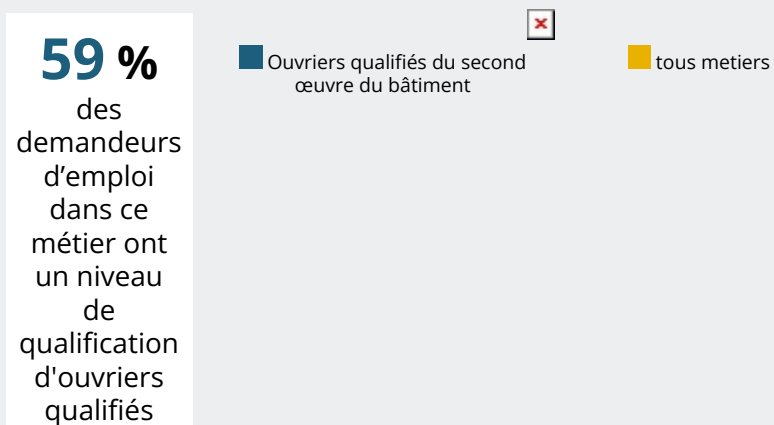 59 %
des
demandeurs
d’emploi
dans ce
métier ont
un niveau
de
qualification
d'ouvriers
qualifiés
Ouvriers qualifiés du second
œuvre du bâtiment
tous metiers